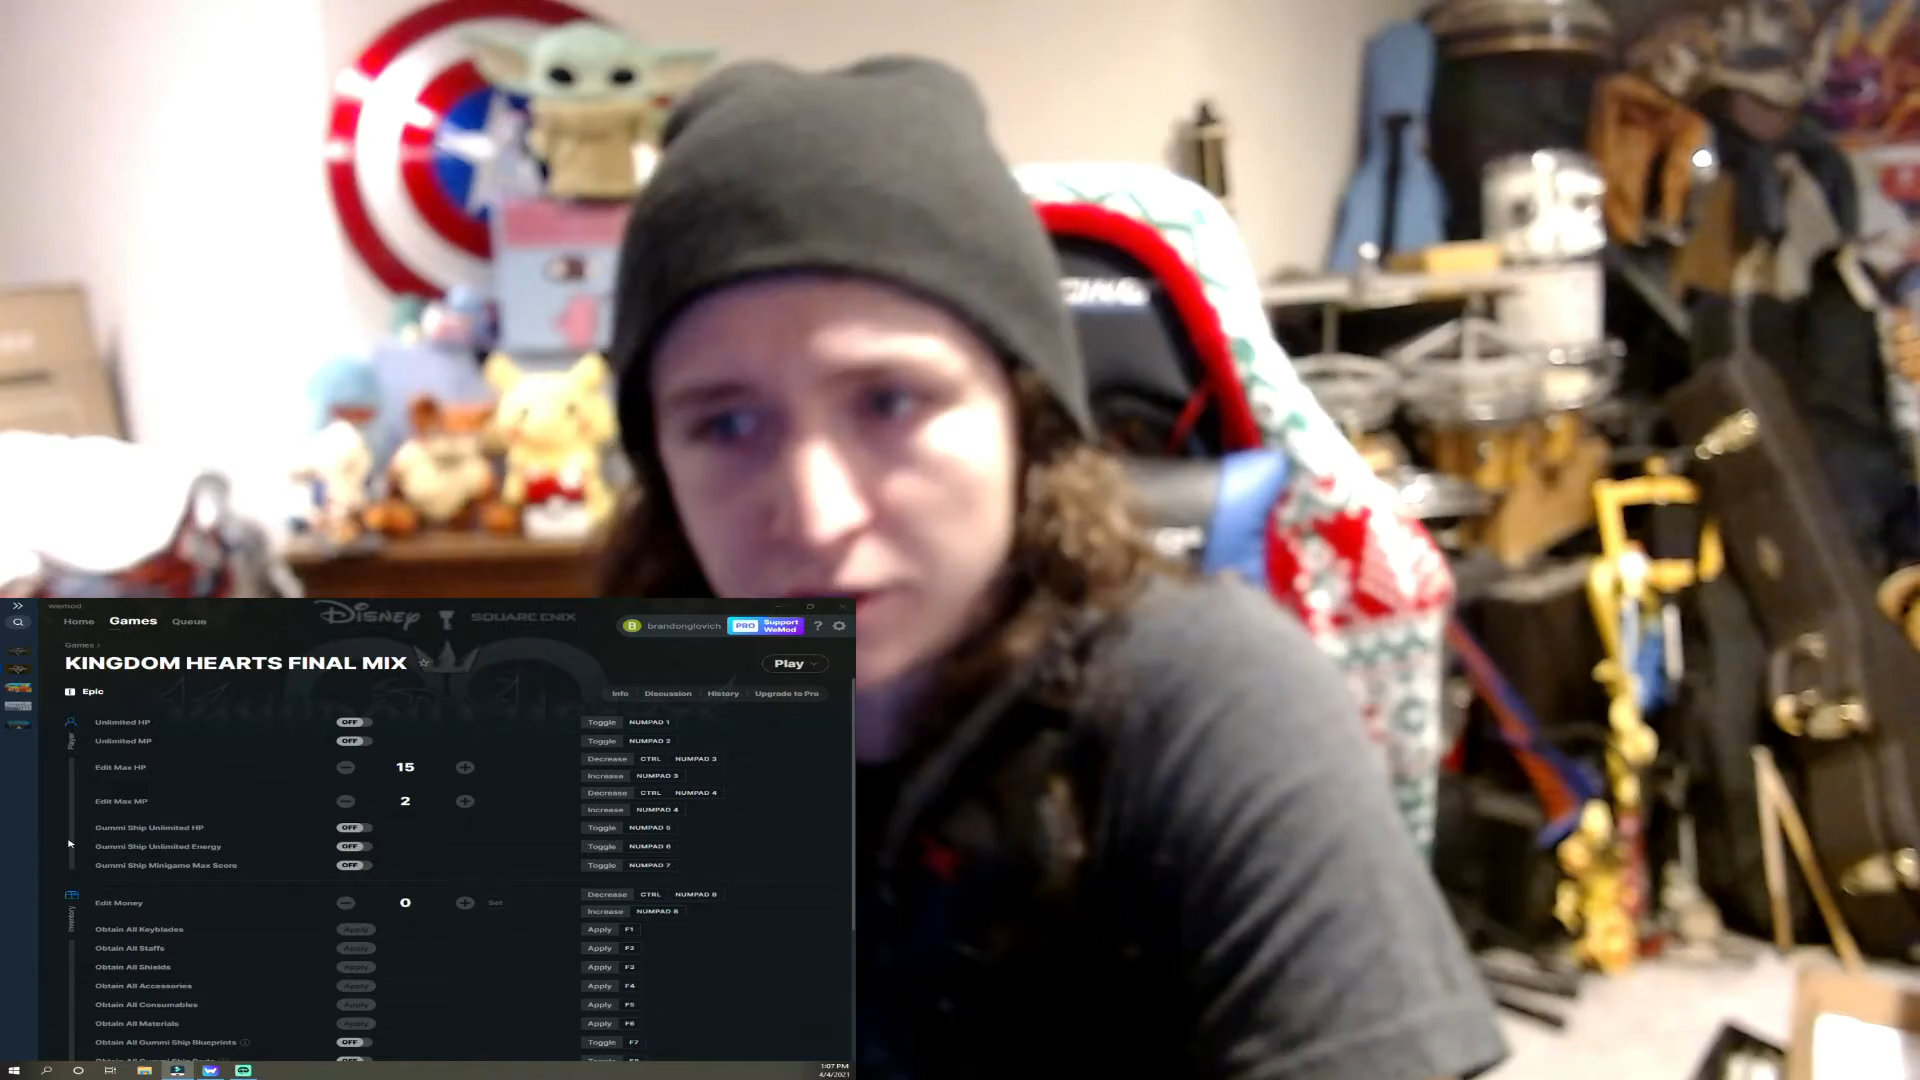 wemod
Home Games Queue
Disney SQUARE ENIX
B brandonglovich PRO Support WeMod ?
Games >
KINGDOM HEARTS FINAL MIX
Play
Epic
Info Discussion History Upgrade to Pro
Player
Unlimited HP OFF Toggle NUMPAD 1
Unlimited MP OFF Toggle NUMPAD 2
Edit Max HP 15 Decrease CTRL NUMPAD 3
Increase NUMPAD 3
Edit Max MP 2 Decrease CTRL NUMPAD 4
Increase NUMPAD 4
Gummi Ship Unlimited HP OFF Toggle NUMPAD 5
Gummi Ship Unlimited Energy OFF Toggle NUMPAD 6
Gummi Ship Minigame Max Score OFF Toggle NUMPAD 7
Inventory
Edit Money 0 Set Decrease CTRL NUMPAD 8
Increase NUMPAD 8
Obtain All Keyblades Apply Apply F1
Obtain All Staffs Apply Apply F2
Obtain All Shields Apply Apply F3
Obtain All Accessories Apply Apply F4
Obtain All Consumables Apply Apply F5
Obtain All Materials Apply Apply F6
Obtain All Gummi Ship Blueprints OFF Toggle F7
1:07 PM
4/4/2021